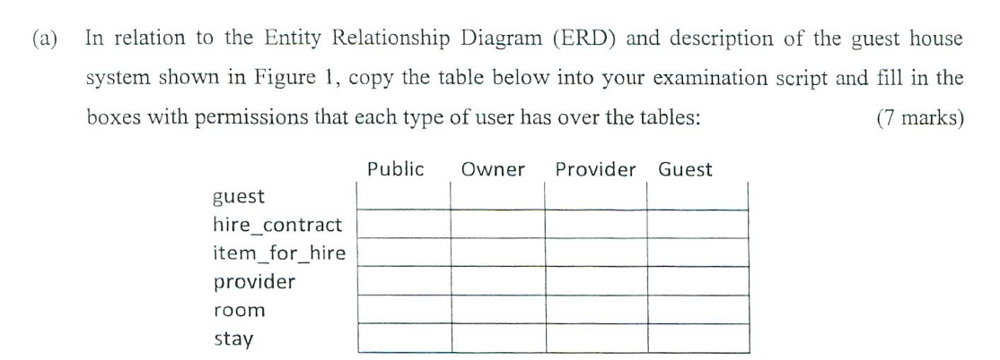 (a) In relation to the Entity Relationship Diagram (ERD) and description of the guest house
system shown in Figure 1, copy the table below into your examination script and fill in the
boxes with permissions that each type of user has over the tables: (7 marks)
Public Owner Provider Guest
guest
hire_contract
item_for_hire
provider
room
stay